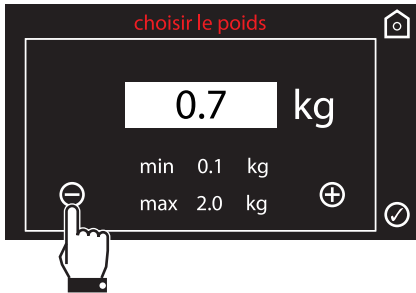 choisir le poids
0.7 kg
min 0.1 kg
max 2.0 kg